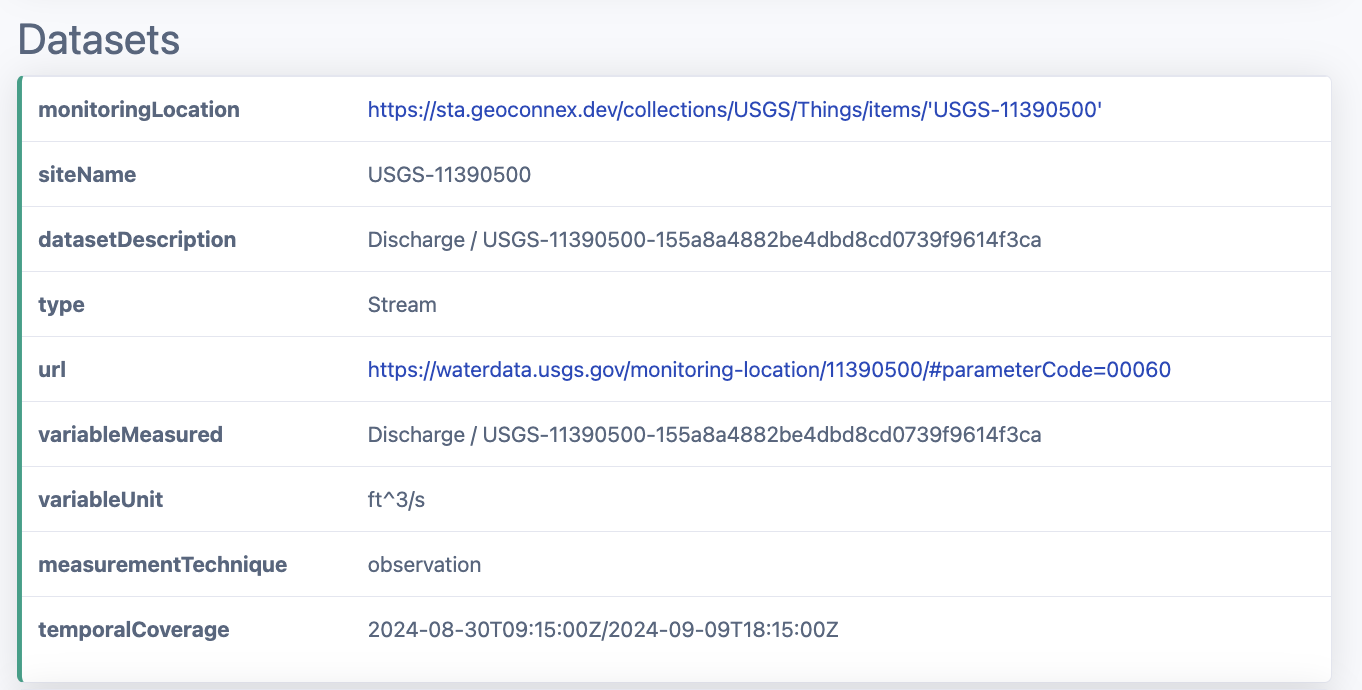 Datasets
monitoringLocation https://sta.geoconnex.dev/collections/USGS/Things/items/'USGS-11390500'
siteName USGS-11390500
datasetDescription Discharge / USGS-11390500-155a8a4882be4dbd8cd0739f9614f3ca
type Stream
url https://waterdata.usgs.gov/monitoring-location/11390500/#parameterCode=00060
variableMeasured Discharge / USGS-11390500-155a8a4882be4dbd8cd0739f9614f3ca
variableUnit ft^3/s
measurementTechnique observation
temporalCoverage 2024-08-30T09:15:00Z/2024-09-09T18:15:00Z